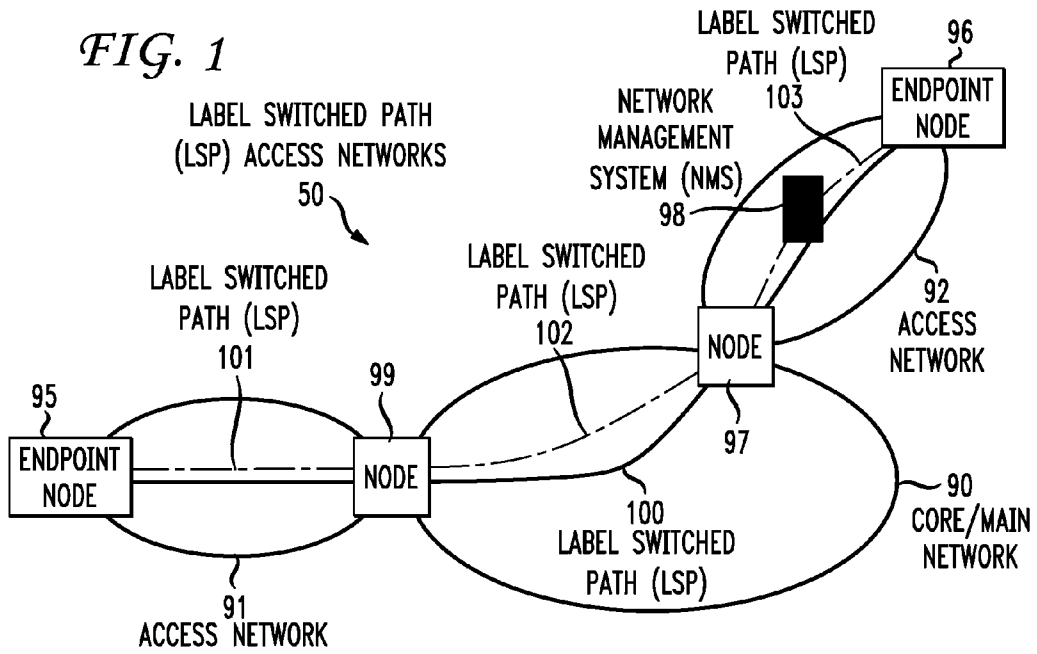 FIG. 1
LABEL SWITCHED PATH
(LSP) ACCESS NETWORKS
50
LABEL SWITCHED
PATH (LSP)
103
96
ENDPOINT
NODE
NETWORK
MANAGEMENT
SYSTEM (NMS)
98
92
ACCESS
NETWORK
LABEL SWITCHED
PATH (LSP)
101
LABEL SWITCHED
PATH (LSP)
102
NODE
97
95
ENDPOINT
NODE
99
NODE
100
LABEL SWITCHED
PATH (LSP)
90
CORE/MAIN
NETWORK
91
ACCESS NETWORK